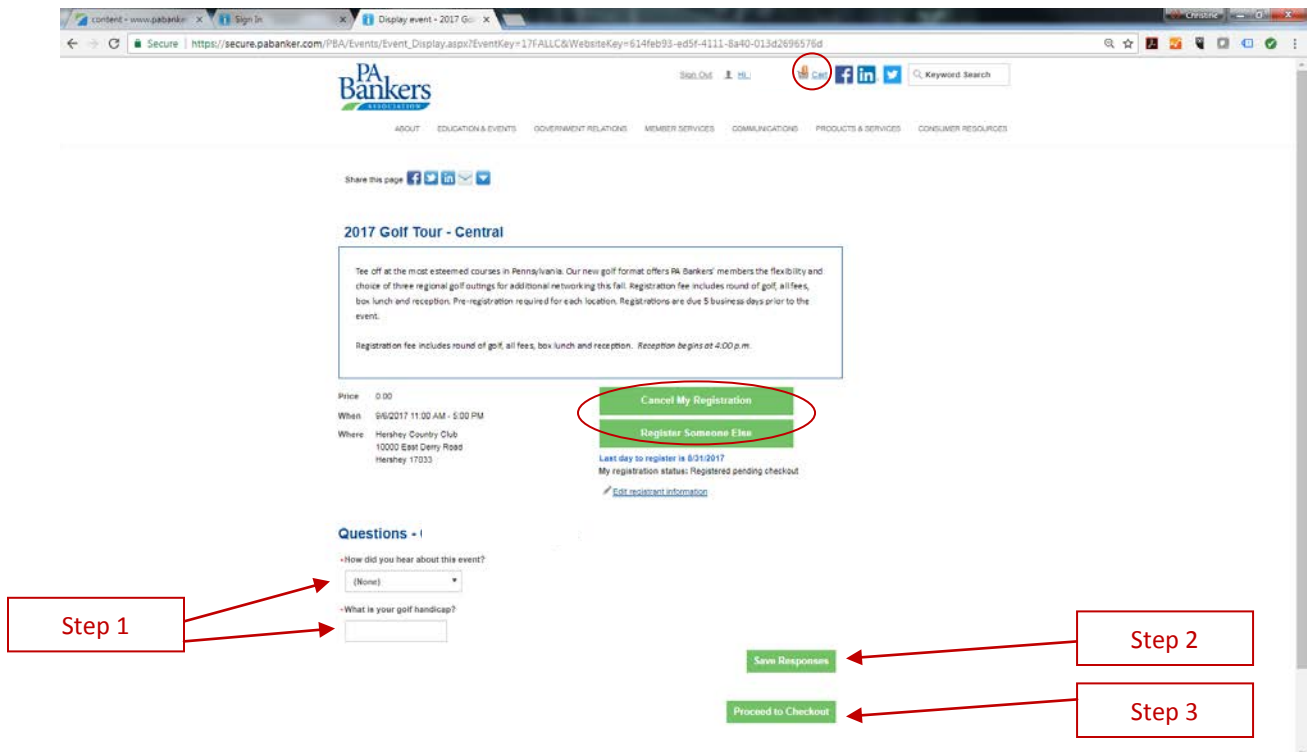 content - www.pabanke
Sign In
Display event - 2017 Go
Christine
Secure
https://secure.pabanker.com/PBA/Events/Event_Display.aspx?EventKey=17FALLC&WebsiteKey=614feb93-ed5f-4111-8a40-013d2696576d
PA
Bankers
ASSOCIATION
Sign Out
Hi,
Cart
Keyword Search
ABOUT EDUCATION & EVENTS GOVERNMENT RELATIONS MEMBER SERVICES COMMUNICATIONS PRODUCTS & SERVICES CONSUMER RESOURCES
Share this page
2017 Golf Tour - Central
Tee off at the most esteemed courses in Pennsylvania. Our new golf format offers PA Bankers' members the flexibility and
choice of three regional golf outings for additional networking this fall. Registration fee includes round of golf, all fees,
box lunch and reception. Pre-registration required for each location. Registrations are due 5 business days prior to the
event.
Registration fee includes round of golf, all fees, box lunch and reception. Reception begins at 4:00 p.m.
Price 0.00
When 9/6/2017 11:00 AM - 5:00 PM
Where Hershey Country Club
10000 East Derry Road
Hershey 17033
Cancel My Registration
Register Someone Else
Last day to register is 8/31/2017
My registration status: Registered pending checkout
Edit registrant information
Questions - (
*How did you hear about this event?
(None)
*What is your golf handicap?
Step 1
Save Responses
Step 2
Proceed to Checkout
Step 3